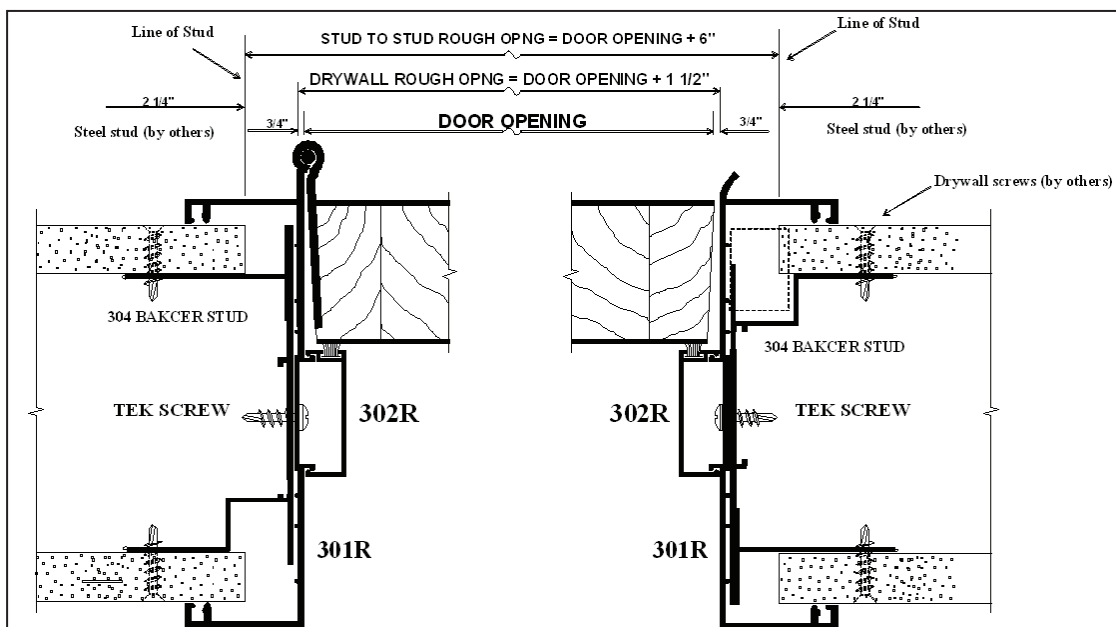 Line of Stud
STUD TO STUD ROUGH OPNG = DOOR OPENING + 6"
Line of Stud
DRYWALL ROUGH OPNG = DOOR OPENING + 1 1/2"
2 1/4"
2 1/4"
Steel stud (by others)
3/4"
DOOR OPENING
3/4"
Steel stud (by others)
Drywall screws (by others)
304 BAKCER STUD
304 BAKCER STUD
TEK SCREW
302R
302R
TEK SCREW
301R
301R